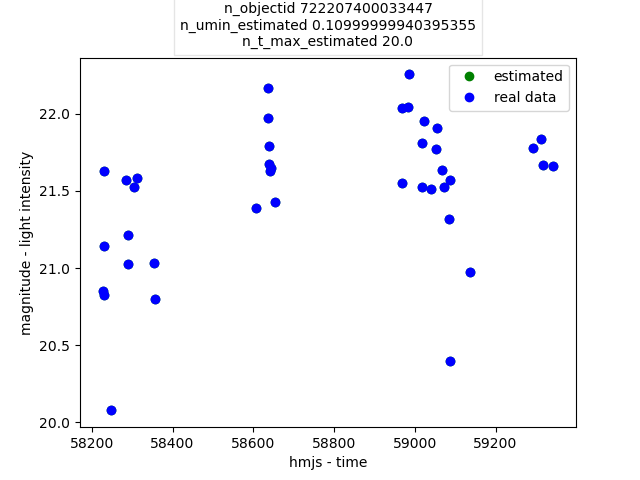 n_objectid 722207400033447
n_umin_estimated 0.10999999940395355
n_t_max_estimated 20.0
estimated
real data
22.0
21.5
21.0
20.5
20.0
magnitude - light intensity
58200 58400 58600 58800 59000 59200
hmjs - time